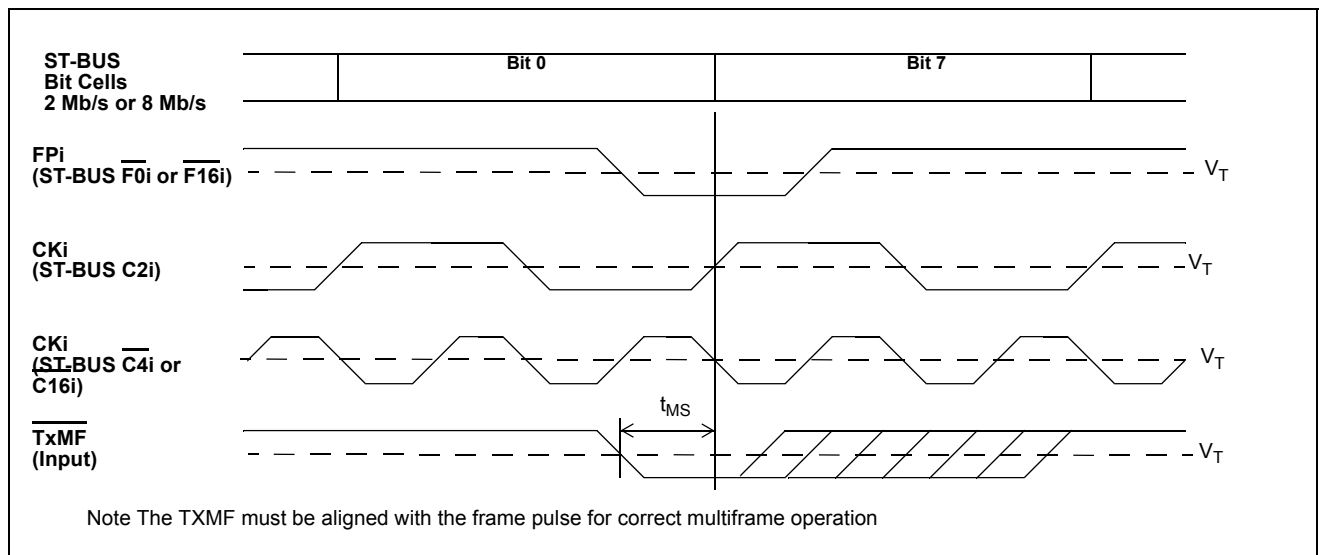 ST-BUS
Bit Cells
2 Mb/s or 8 Mb/s
Bit 0
Bit 7
FPi
(ST-BUS F0i or F16i)
VT
CKi
(ST-BUS C2i)
VT
CKi
(ST-BUS C4i or
C16i)
VT
tMS
TxMF
(Input)
VT
Note The TXMF must be aligned with the frame pulse for correct multiframe operation